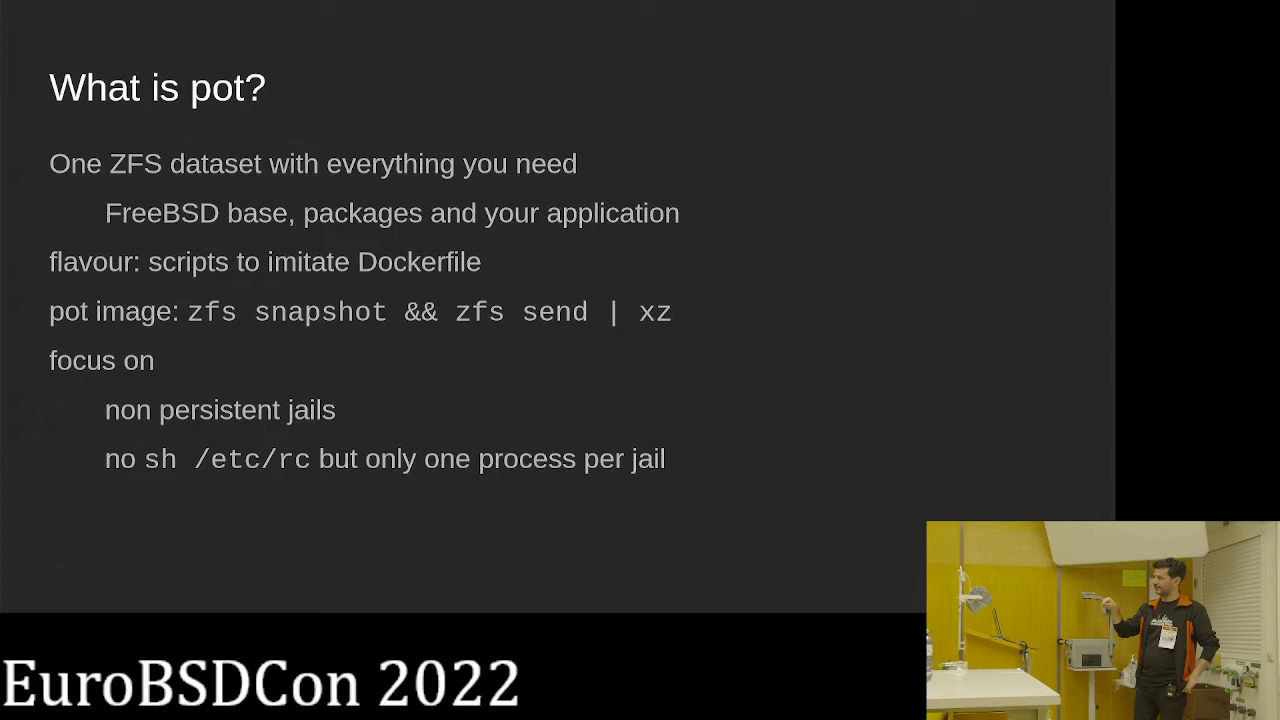 What is pot?
One ZFS dataset with everything you need
FreeBSD base, packages and your application
flavour: scripts to imitate Dockerfile
pot image: zfs snapshot && zfs send | xz
focus on
non persistent jails
no sh /etc/rc but only one process per jail
EuroBSDCon 2022